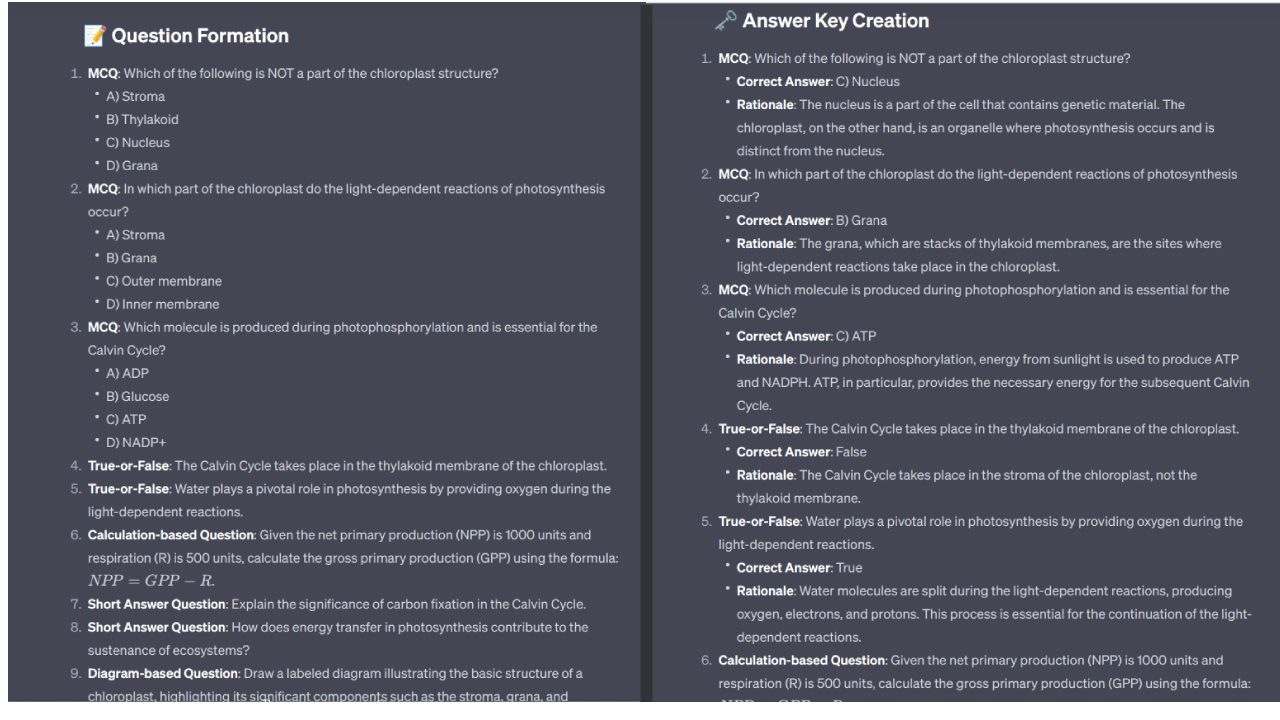 📝 Question Formation
1. MCQ: Which of the following is NOT a part of the chloroplast structure?
• A) Stroma
• B) Thylakoid
• C) Nucleus
• D) Grana
2. MCQ: In which part of the chloroplast do the light-dependent reactions of photosynthesis
occur?
• A) Stroma
• B) Grana
• C) Outer membrane
• D) Inner membrane
3. MCQ: Which molecule is produced during photophosphorylation and is essential for the
Calvin Cycle?
• A) ADP
• B) Glucose
• C) ATP
• D) NADP+
4. True-or-False: The Calvin Cycle takes place in the thylakoid membrane of the chloroplast.
5. True-or-False: Water plays a pivotal role in photosynthesis by providing oxygen during the
light-dependent reactions.
6. Calculation-based Question: Given the net primary production (NPP) is 1000 units and
respiration (R) is 500 units, calculate the gross primary production (GPP) using the formula:
NPP = GPP − R.
7. Short Answer Question: Explain the significance of carbon fixation in the Calvin Cycle.
8. Short Answer Question: How does energy transfer in photosynthesis contribute to the
sustenance of ecosystems?
9. Diagram-based Question: Draw a labeled diagram illustrating the basic structure of a
chloroplast, highlighting its significant components such as the stroma, grana, and
🗝️ Answer Key Creation
1. MCQ: Which of the following is NOT a part of the chloroplast structure?
• Correct Answer: C) Nucleus
• Rationale: The nucleus is a part of the cell that contains genetic material. The
chloroplast, on the other hand, is an organelle where photosynthesis occurs and is
distinct from the nucleus.
2. MCQ: In which part of the chloroplast do the light-dependent reactions of photosynthesis
occur?
• Correct Answer: B) Grana
• Rationale: The grana, which are stacks of thylakoid membranes, are the sites where
light-dependent reactions take place in the chloroplast.
3. MCQ: Which molecule is produced during photophosphorylation and is essential for the
Calvin Cycle?
• Correct Answer: C) ATP
• Rationale: During photophosphorylation, energy from sunlight is used to produce ATP
and NADPH. ATP, in particular, provides the necessary energy for the subsequent Calvin
Cycle.
4. True-or-False: The Calvin Cycle takes place in the thylakoid membrane of the chloroplast.
• Correct Answer: False
• Rationale: The Calvin Cycle takes place in the stroma of the chloroplast, not the
thylakoid membrane.
5. True-or-False: Water plays a pivotal role in photosynthesis by providing oxygen during the
light-dependent reactions.
• Correct Answer: True
• Rationale: Water molecules are split during the light-dependent reactions, producing
oxygen, electrons, and protons. This process is essential for the continuation of the light-
dependent reactions.
6. Calculation-based Question: Given the net primary production (NPP) is 1000 units and
respiration (R) is 500 units, calculate the gross primary production (GPP) using the formula: